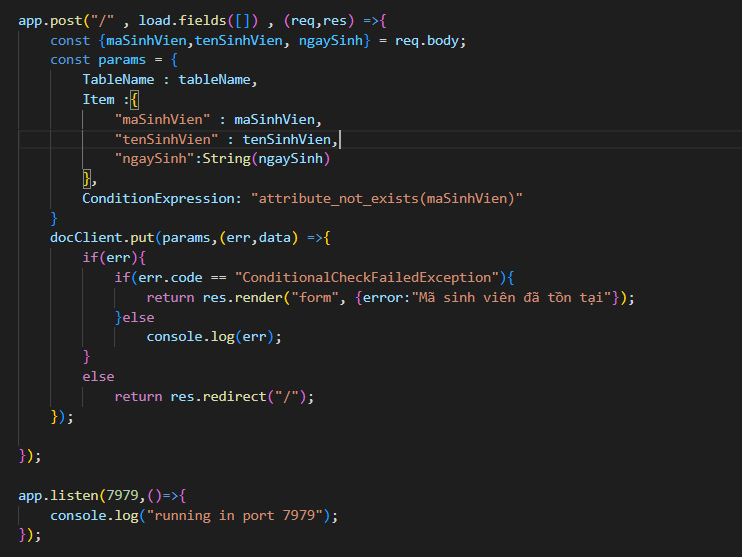 app.post("/" , load.fields([]) , (req,res) =>{
    const {maSinhVien,tenSinhVien, ngaySinh} = req.body;
    const params = {
        TableName : tableName,
        Item :{
            "maSinhVien" : maSinhVien,
            "tenSinhVien" : tenSinhVien,
            "ngaySinh":String(ngaySinh)
        },
        ConditionExpression: "attribute_not_exists(maSinhVien)"
    }
    docClient.put(params,(err,data) =>{
        if(err){
            if(err.code == "ConditionalCheckFailedException"){
                return res.render("form", {error:"Mã sinh viên đã tồn tại"});
            }else
                console.log(err);
        }
        else
            return res.redirect("/");
    });
});
app.listen(7979,()=>{
    console.log("running in port 7979");
});